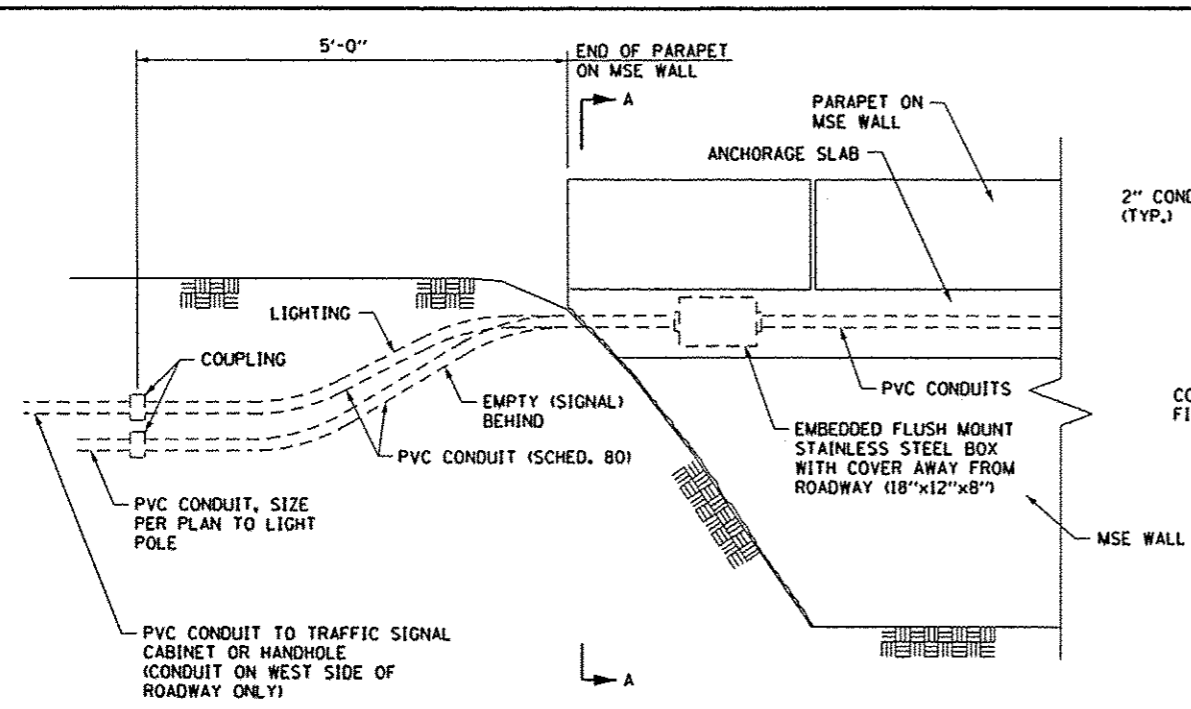 5'-0"
END OF PARAPET
ON MSE WALL
A
PARAPET ON
MSE WALL
ANCHORAGE SLAB
2" COND
(TYP.)
LIGHTING
COUPLING
EMPTY (SIGNAL)
BEHIND
PVC CONDUITS
PVC CONDUIT (SCHED. 80)
EMBEDDED FLUSH MOUNT
STAINLESS STEEL BOX
WITH COVER AWAY FROM
ROADWAY (18"x12"x8")
CO
FI
PVC CONDUIT, SIZE
PER PLAN TO LIGHT
POLE
MSE WALL
PVC CONDUIT TO TRAFFIC SIGNAL
CABINET OR HANDHOLE
(CONDUIT ON WEST SIDE OF
ROADWAY ONLY)
A